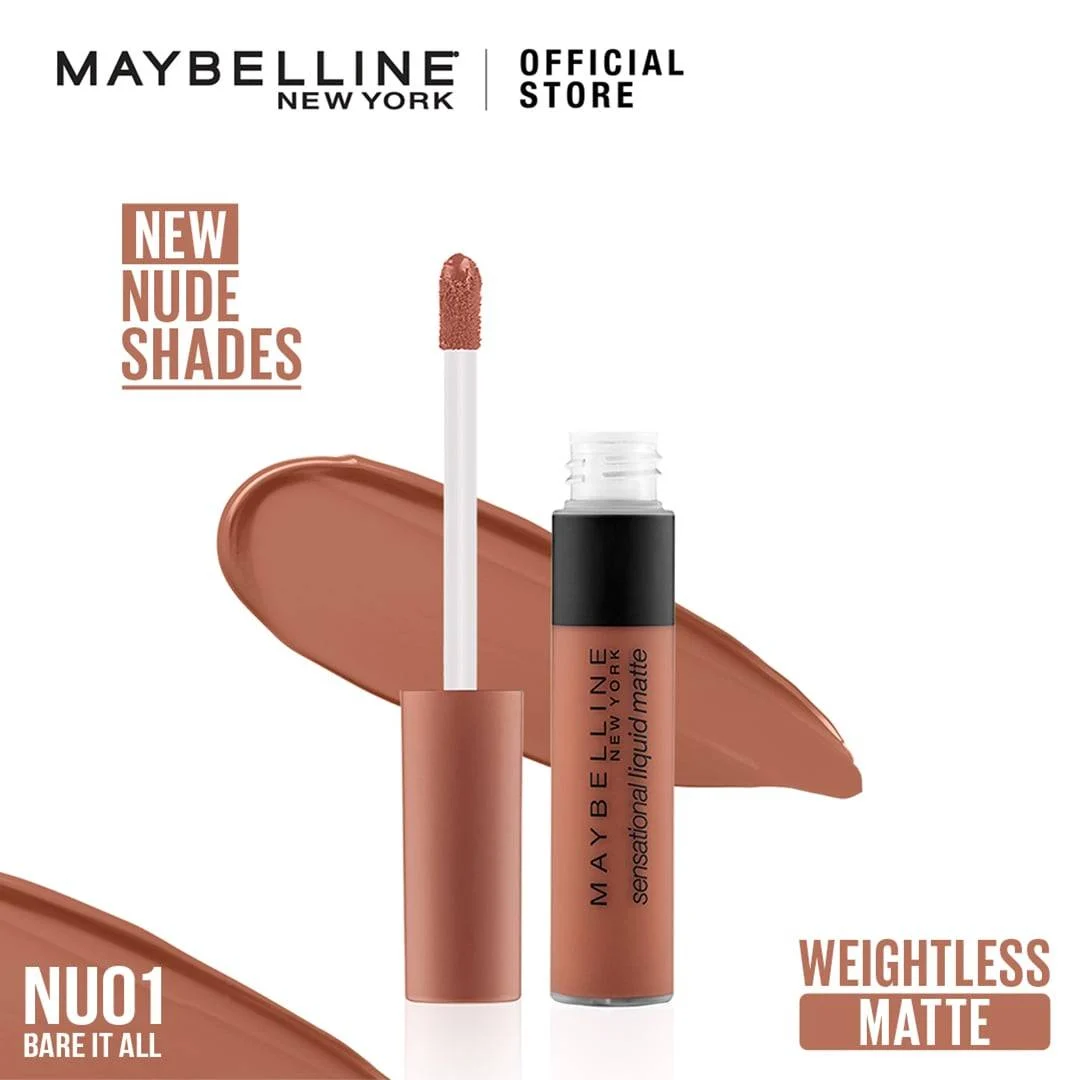 MAYBELLINE
NEW YORK
OFFICIAL
STORE
NEW
NUDE
SHADES
MAYBELLINE
NEW YORK
sensational liquid matte
NU01
BARE IT ALL
WEIGHTLESS
MATTE